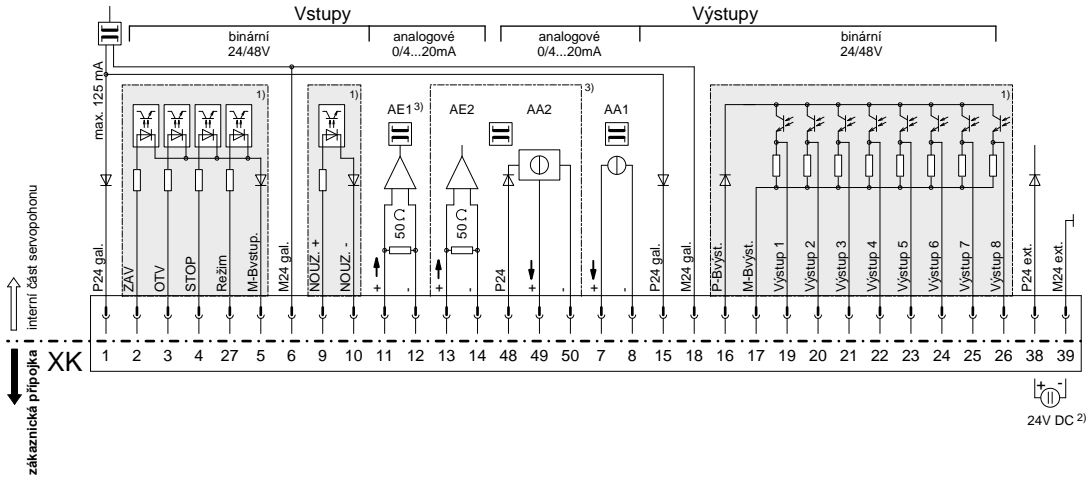 Vstupy
Výstupy
binární
24/48V
analogové
0/4...20mA
analogové
0/4...20mA
binární
24/48V
max. 125 mA
1)
1)
3)
1)
AE1 3)
AE2
AA2
AA1
50 Ω
50 Ω
interní část servopohonu
zákaznická přípojka
P24 gal.
ZAV
OTV
STOP
Režim
M-Bvstup.
M24 gal.
NOUZ. +
NOUZ. -
+
-
+
-
P24
+
-
+
-
P24 gal.
M24 gal.
P-Bvýst.
M-Bvýst.
Výstup 1
Výstup 2
Výstup 3
Výstup 4
Výstup 5
Výstup 6
Výstup 7
Výstup 8
P24 ext.
M24 ext.
XK
1 2 3 4 27 5 6 9 10 11 12 13 14 48 49 50 7 8 15 18 16 17 19 20 21 22 23 24 25 26 38 39
+ -
24V DC 2)